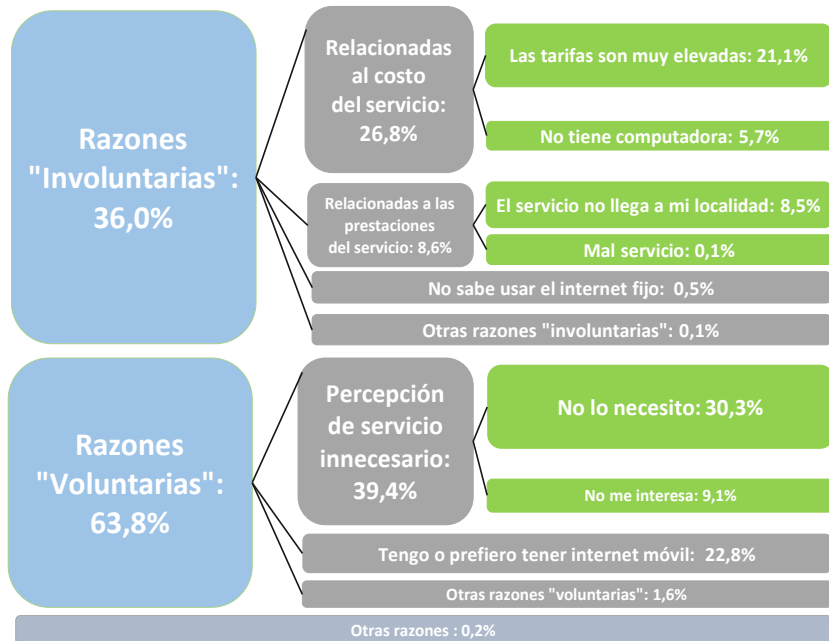 Razones
"Involuntarias":
36,0%
Relacionadas
al costo
del servicio:
26,8%
Las tarifas son muy elevadas: 21,1%
No tiene computadora: 5,7%
Relacionadas a las
prestaciones
del servicio: 8,6%
El servicio no llega a mi localidad: 8,5%
Mal servicio: 0,1%
No sabe usar el internet fijo: 0,5%
Otras razones "involuntarias": 0,1%
Razones
"Voluntarias":
63,8%
Percepción
de servicio
innecesario:
39,4%
No lo necesito: 30,3%
No me interesa: 9,1%
Tengo o prefiero tener internet móvil: 22,8%
Otras razones "voluntarias": 1,6%
Otras razones : 0,2%